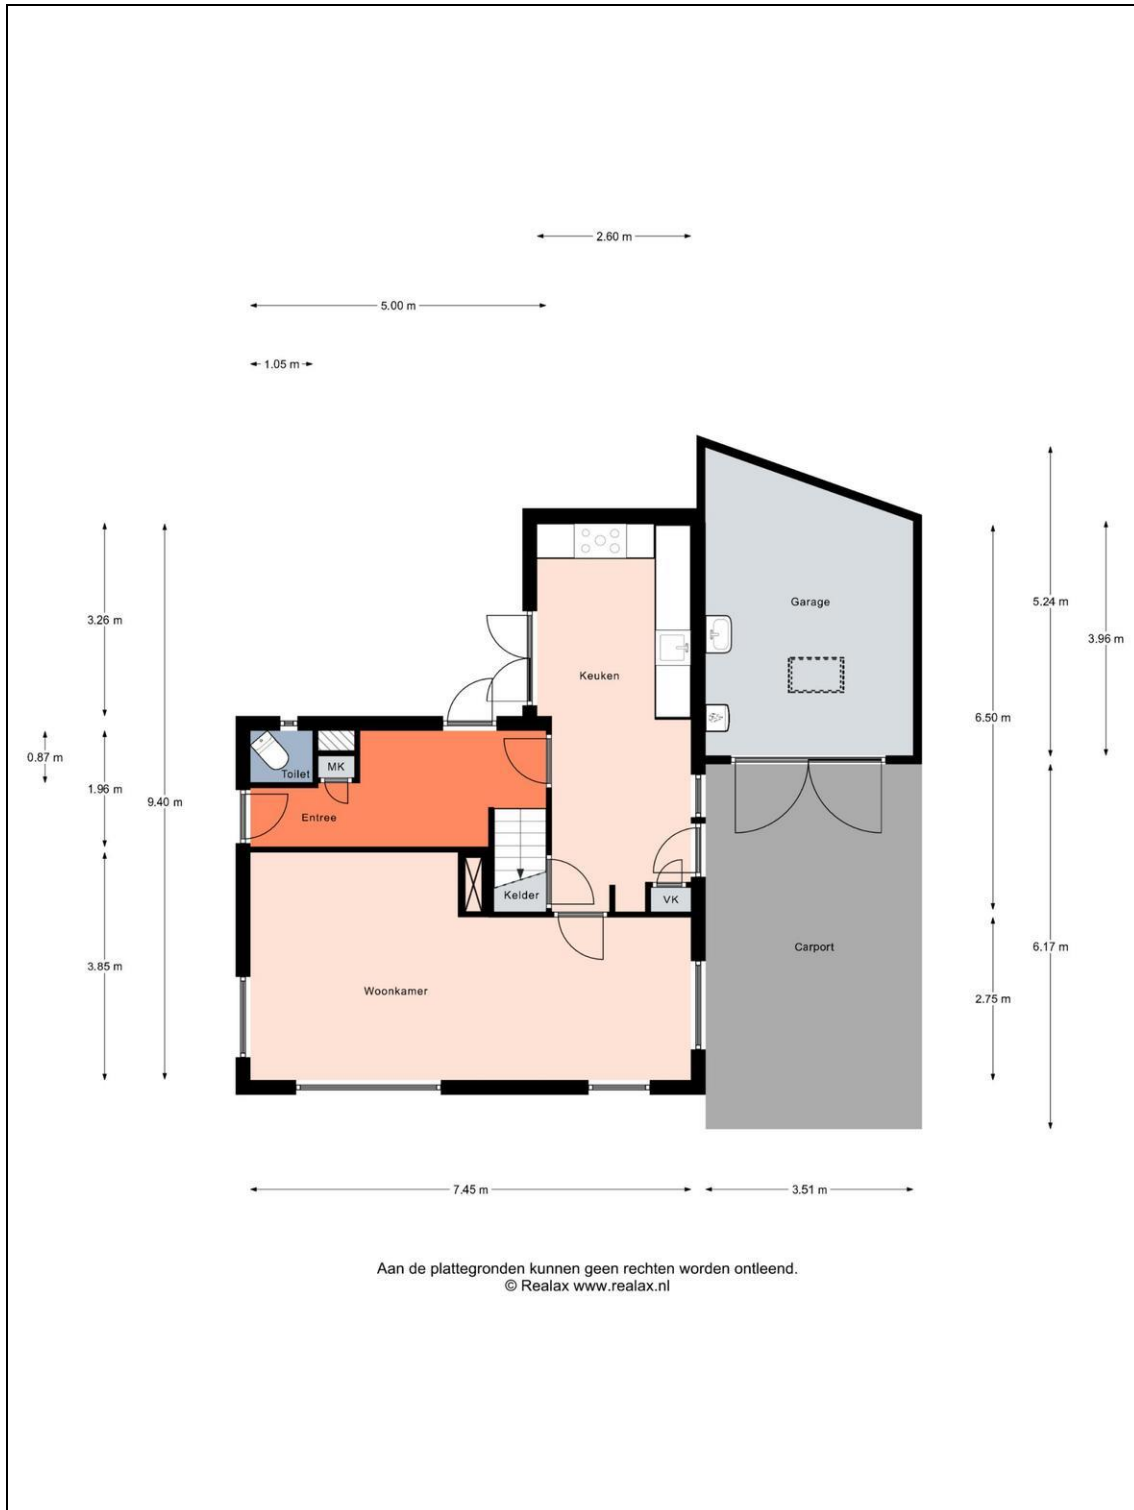 2.60 m
5.00 m
1.05 m
3.26 m
5.24 m
Garage
3.96 m
Keuken
6.50 m
0.87 m
Toilet
MK
1.96 m
9.40 m
Entree
Kelder
VK
3.85 m
Carport
6.17 m
Woonkamer
2.75 m
7.45 m
3.51 m
Aan de plattegronden kunnen geen rechten worden ontleend.
© Realax www.realax.nl